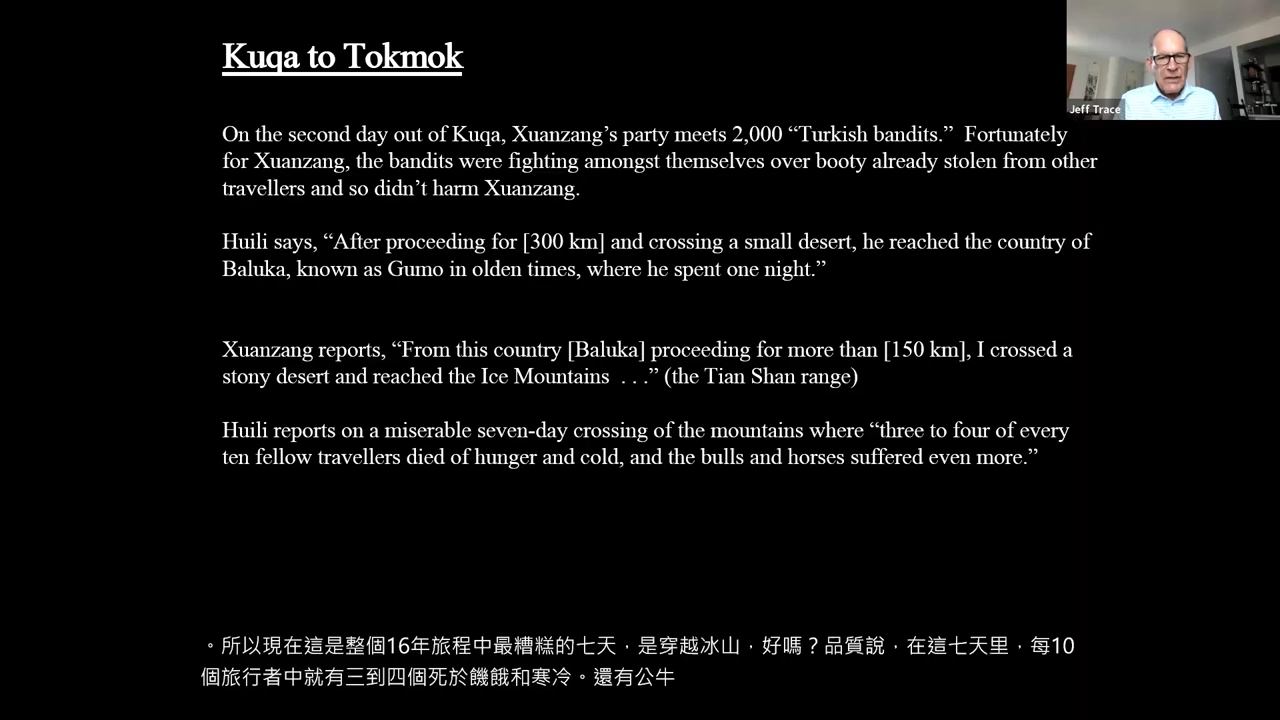 Kuqa to Tokmok
Jeff Trace
On the second day out of Kuqa, Xuanzang’s party meets 2,000 “Turkish bandits.” Fortunately
for Xuanzang, the bandits were fighting amongst themselves over booty already stolen from other
travellers and so didn’t harm Xuanzang.
Huili says, “After proceeding for [300 km] and crossing a small desert, he reached the country of
Baluka, known as Gumo in olden times, where he spent one night.”
Xuanzang reports, “From this country [Baluka] proceeding for more than [150 km], I crossed a
stony desert and reached the Ice Mountains . . .” (the Tian Shan range)
Huili reports on a miserable seven-day crossing of the mountains where “three to four of every
ten fellow travellers died of hunger and cold, and the bulls and horses suffered even more.”
。所以現在這是整個16年旅程中最糟糕的七天，是穿越冰山，好嗎？品質說，在這七天里，每10
個旅行者中就有三到四個死於饑餓和寒冷。還有公牛